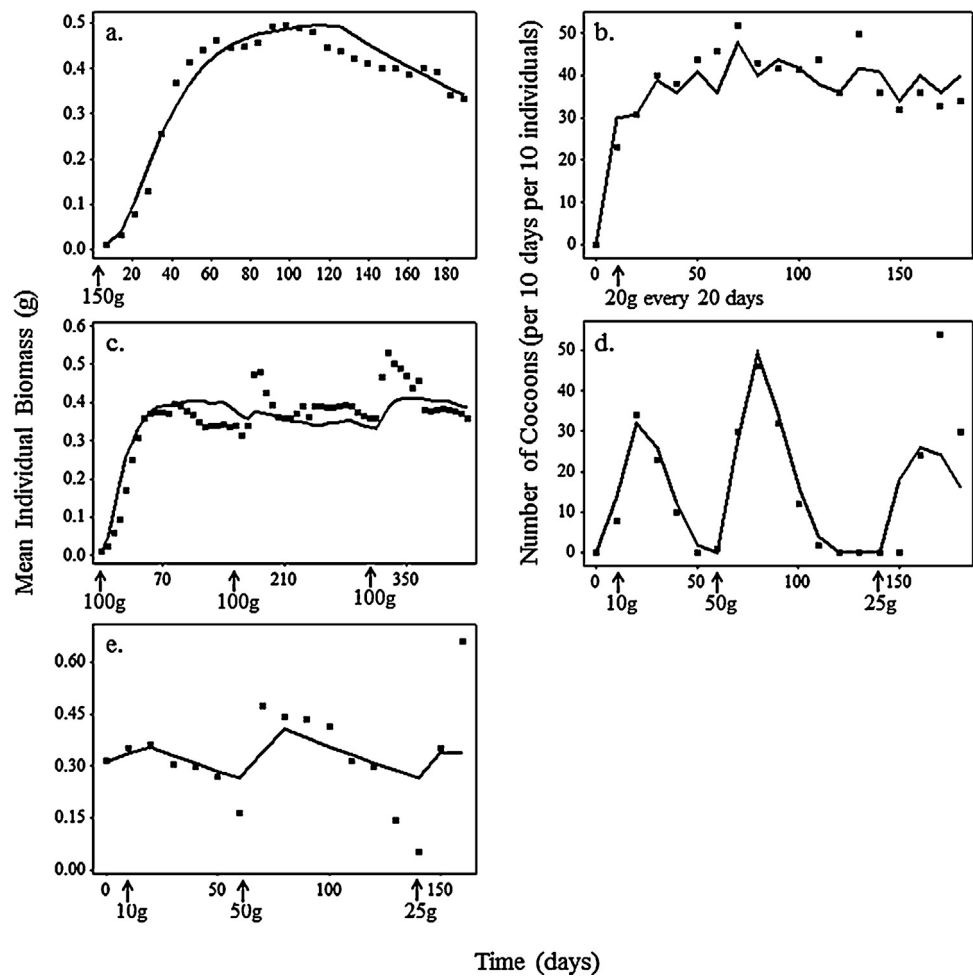 a.
0.5
0.4
0.3
0.2
0.1
0.0
20 40 60 80 100 120 140 160 180
150g
b.
50
40
30
20
10
0
0 50 100 150
20g every 20 days
c.
0.6
0.5
0.4
0.3
0.2
0.1
0.0
70 210 350
100g 100g 100g
d.
50
40
30
20
10
0
0 50 100 150
10g 50g 25g
e.
0.60
0.45
0.30
0.15
0.00
0 50 100 150
10g 50g 25g
Mean Individual Biomass (g)
Number of Cocoons (per 10 days per 10 individuals)
Time (days)